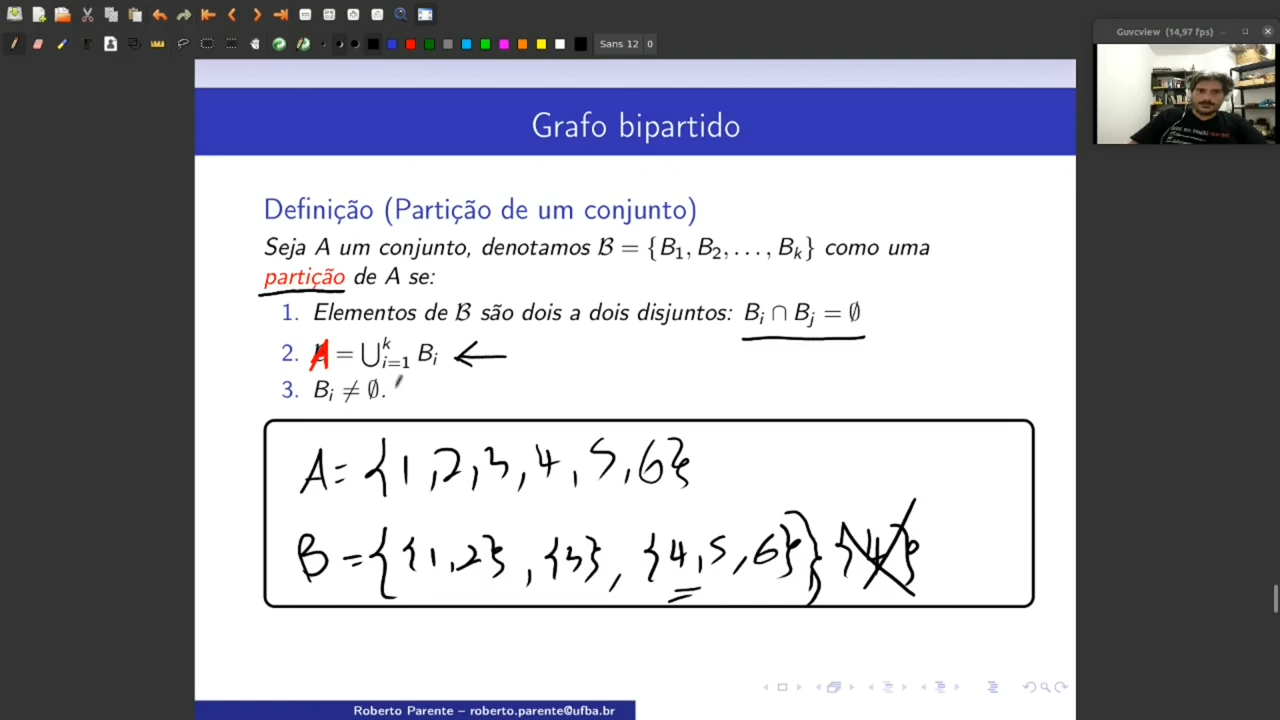 Sans 12 0
Guvcview (14,97 fps)
Grafo bipartido
Definição (Partição de um conjunto)
Seja A um conjunto, denotamos ℬ = {B₁, B₂, . . . , Bₖ} como uma
partição de A se:
1. Elementos de ℬ são dois a dois disjuntos: Bᵢ ∩ Bⱼ = ∅
2. A = ⋃ᵢ₌₁ᵏ Bᵢ ←
3. Bᵢ ≠ ∅.
A = {1, 2, 3, 4, 5, 6}
B = {{1, 2}, {3}, {4, 5, 6}} {4}
Roberto Parente – roberto.parente@ufba.br